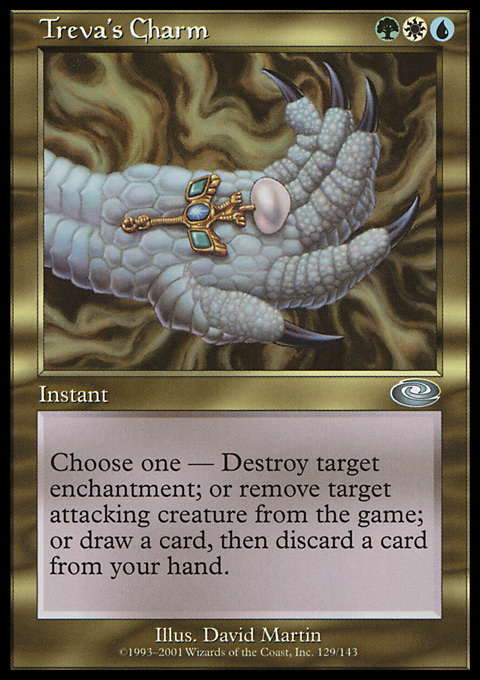 Treva's Charm
Instant
Choose one — Destroy target
enchantment; or remove target
attacking creature from the game;
or draw a card, then discard a card
from your hand.
Illus. David Martin
©1993–2001 Wizards of the Coast, Inc. 129/143